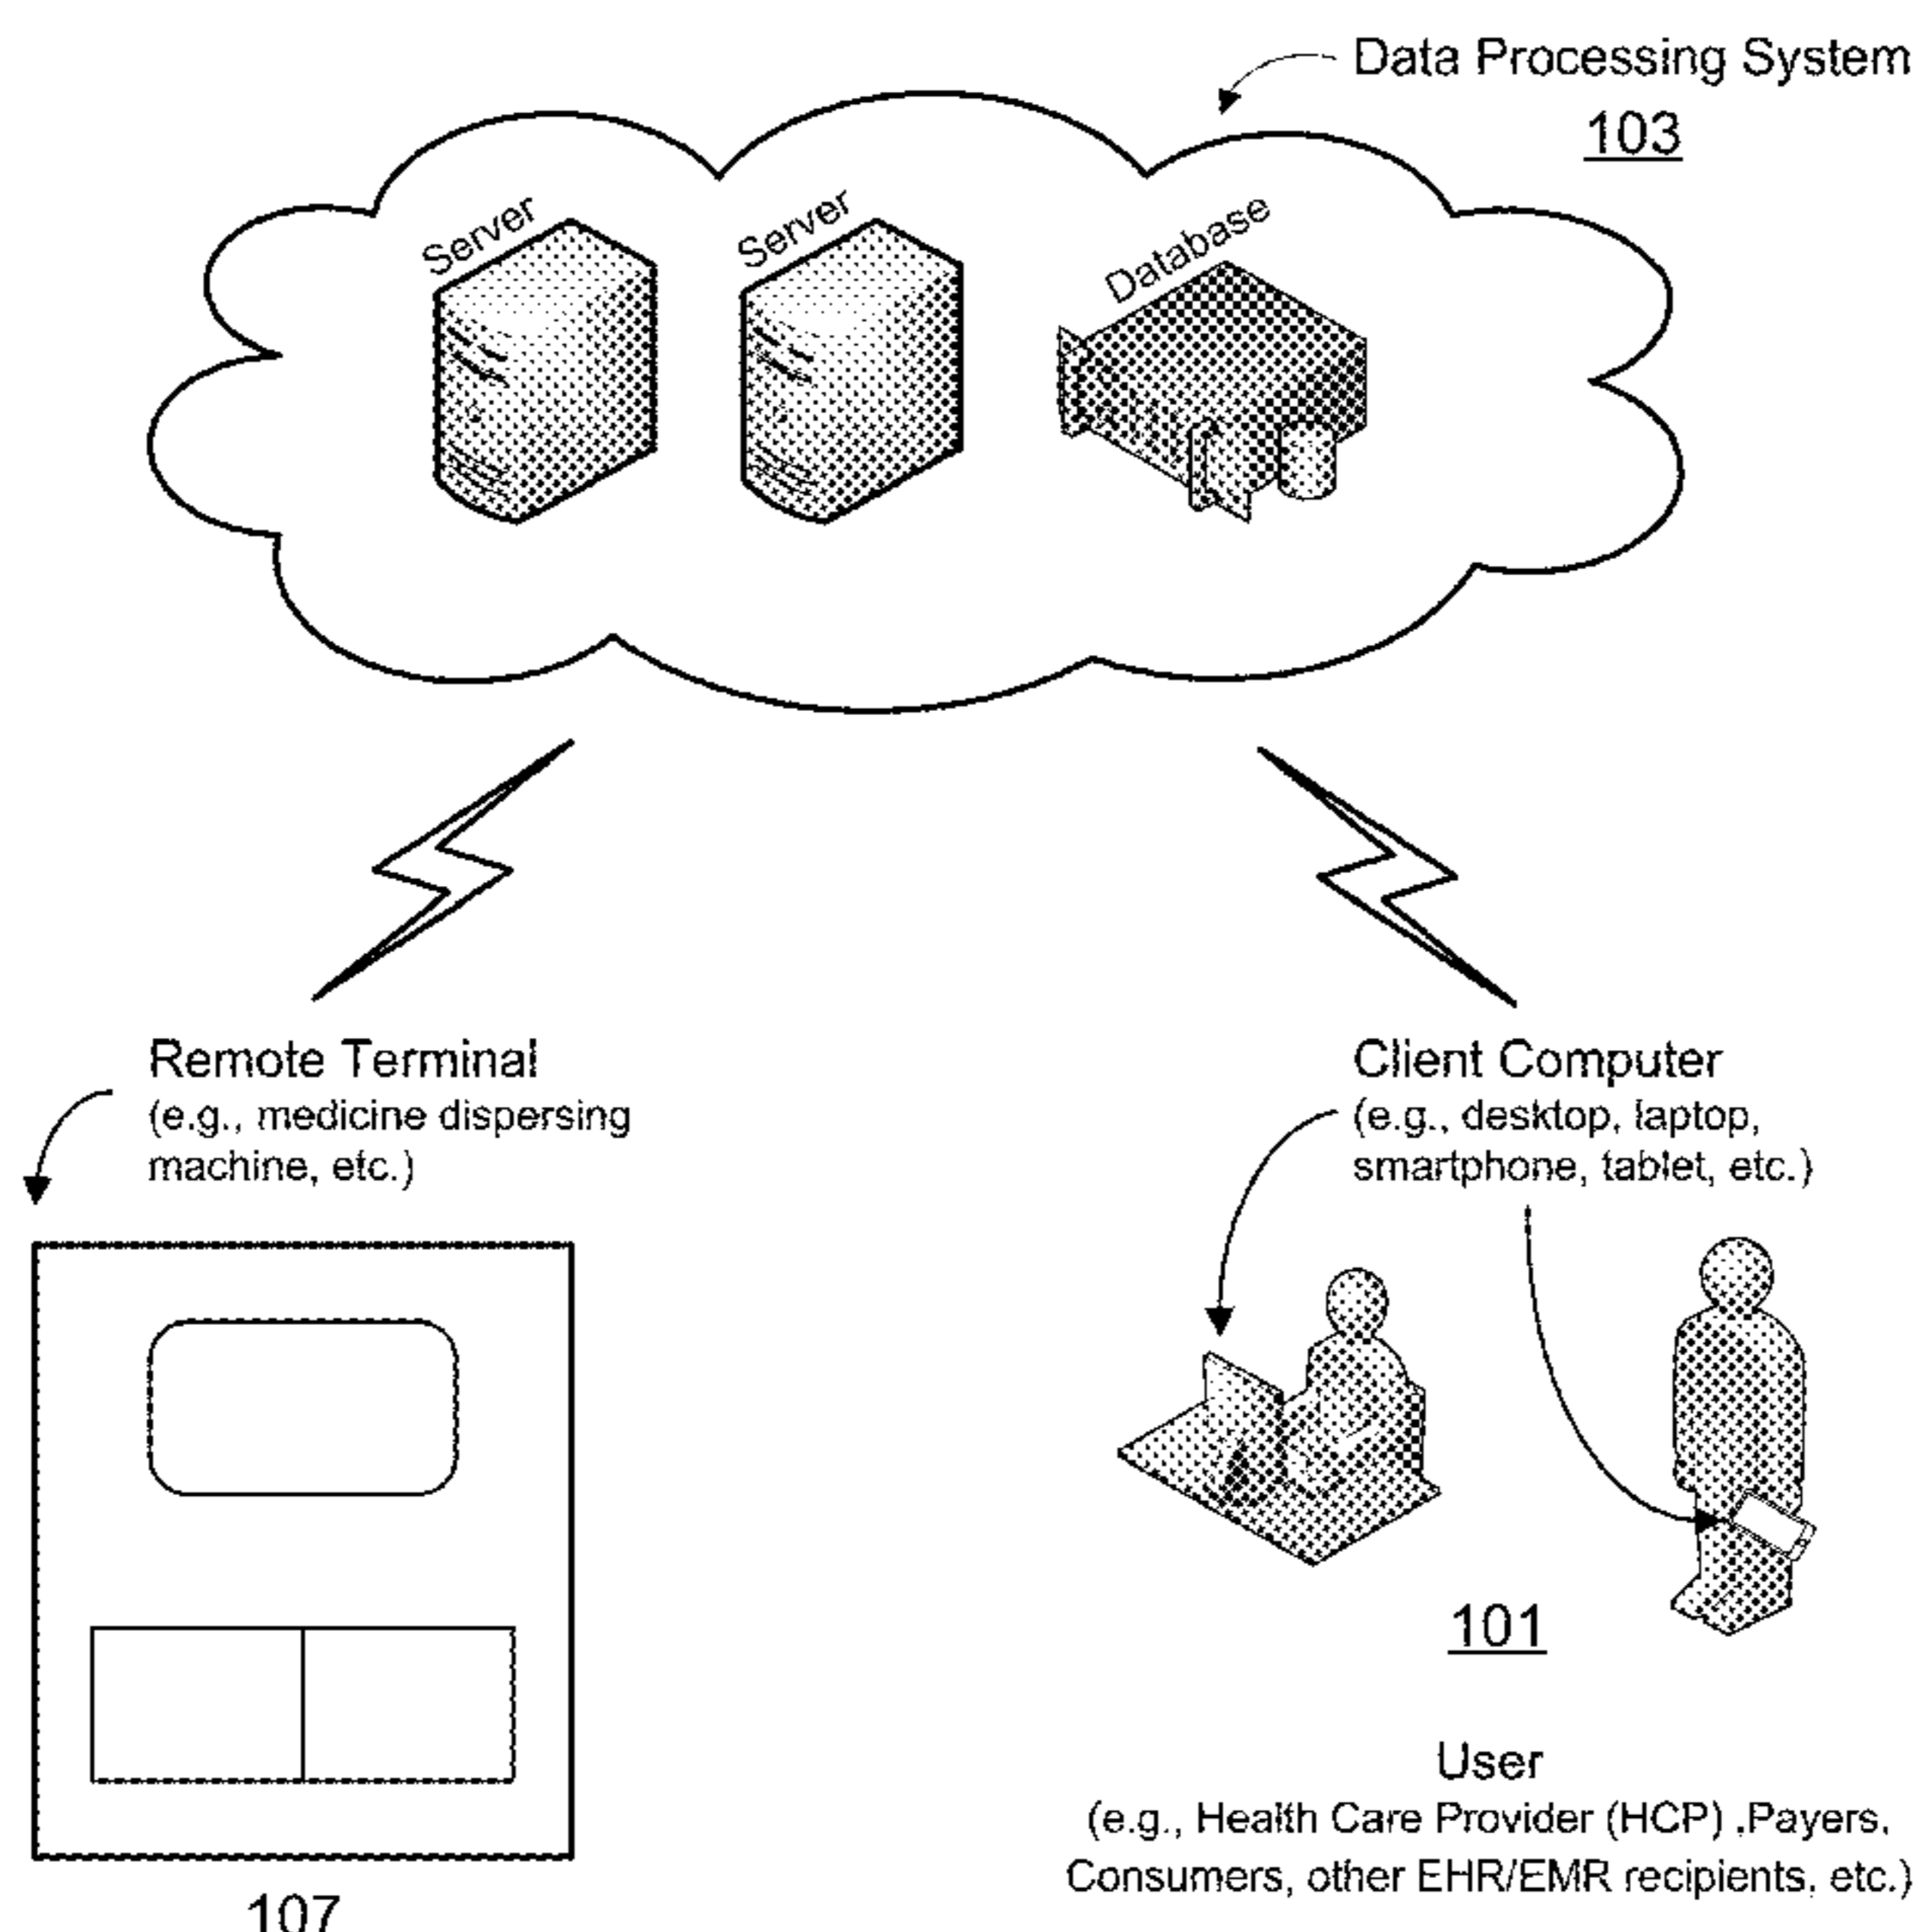 Data Processing System
103
Server
Server
Database
Remote Terminal
(e.g., medicine dispersing
machine, etc.)
Client Computer
(e.g., desktop, laptop,
smartphone, tablet, etc.)
101
User
(e.g., Health Care Provider (HCP) .Payers,
Consumers, other EHR/EMR recipients, etc.)
107